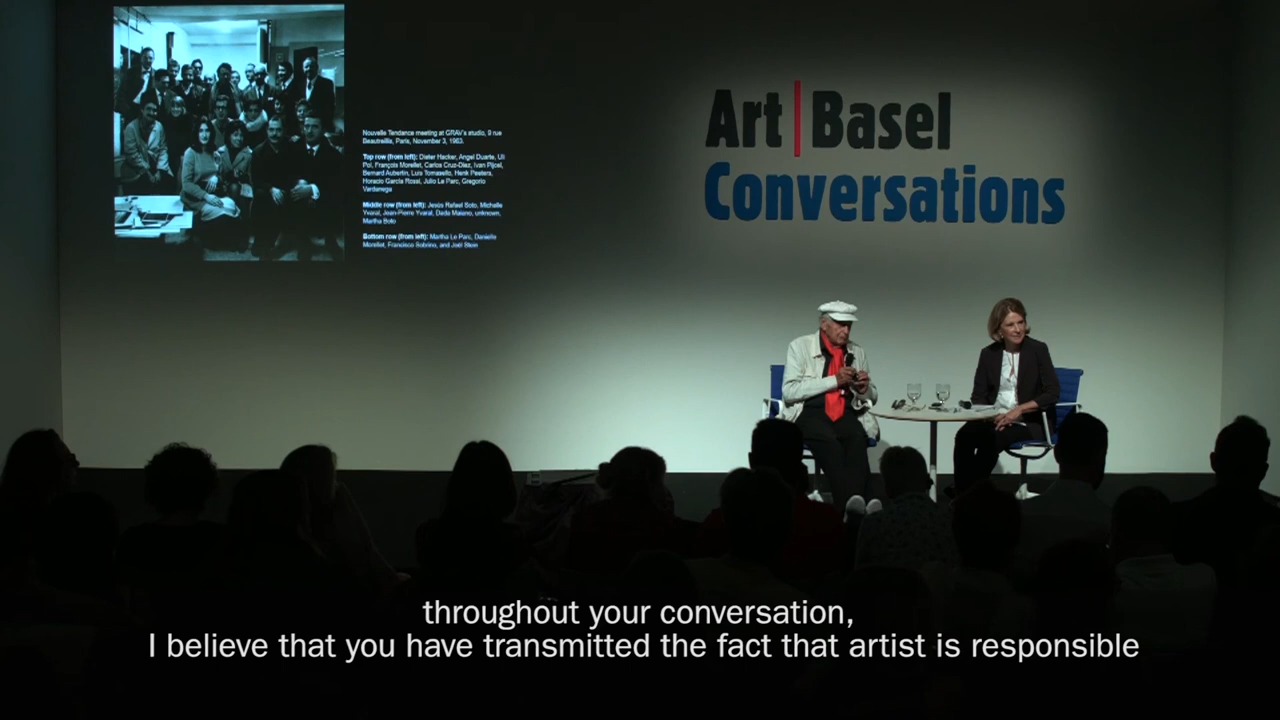 Nouvelle Tendance meeting at GRAV's studio, 9 rue
Beautreillis, Paris, November 3, 1963.
Top row (from left): Dieter Hacker, Angel Duarte, Uli
Pol, François Morellet, Carlos Cruz-Diez, Ivan Picelj,
Bernard Aubertin, Luis Tomasello, Henk Peeters,
Horacio Garcia Rossi, Julio Le Parc, Gregorio
Vardanega
Middle row (from left): Jesús Rafael Soto, Michelle
Yvaral, Jean-Pierre Yvaral, Dada Maiano, unknown,
Martha Boto
Bottom row (from left): Martha Le Parc, Danielle
Morellet, Francisco Sobrino, and Joël Stein
Art | Basel
Conversations
throughout your conversation,
I believe that you have transmitted the fact that artist is responsible